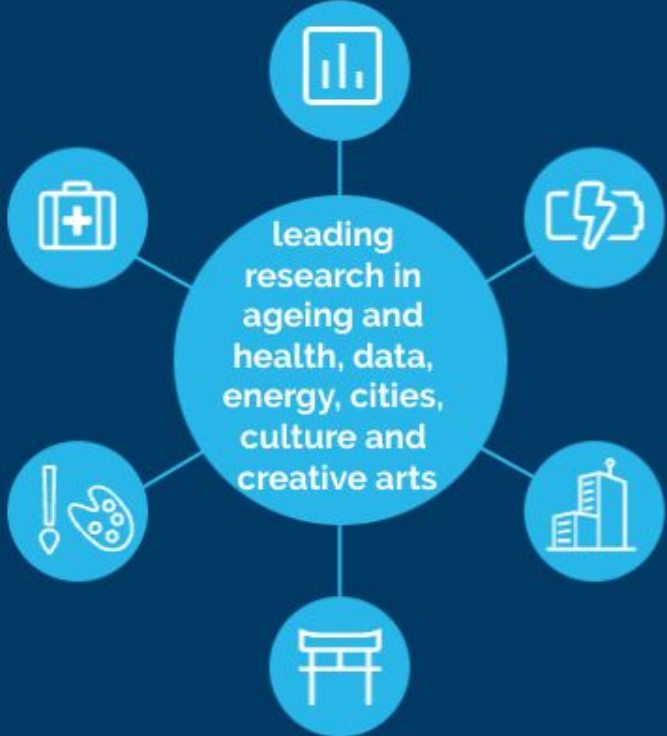 leading
research in
ageing and
health, data,
energy, cities,
culture and
creative arts